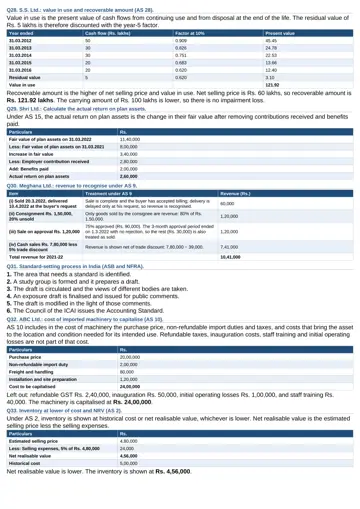 Q28. S.S. Ltd.: value in use and recoverable amount (AS 28).
Value in use is the present value of cash flows from continuing use and from disposal at the end of life. The residual value of
Rs. 5 lakhs is therefore discounted with the year-5 factor.
Year ended Cash flow (Rs. lakhs) Factor at 10% Present value
31.03.2012 50 0.909 45.45
31.03.2013 30 0.826 24.78
31.03.2014 30 0.751 22.53
31.03.2015 20 0.683 13.66
31.03.2016 20 0.620 12.40
Residual value 5 0.620 3.10
Value in use 121.92
Recoverable amount is the higher of net selling price and value in use. Net selling price is Rs. 60 lakhs, so recoverable amount is
Rs. 121.92 lakhs. The carrying amount of Rs. 100 lakhs is lower, so there is no impairment loss.
Q29. Shri Ltd.: Calculate the actual return on plan assets.
Under AS 15, the actual return on plan assets is the change in their fair value after removing contributions received and benefits
paid.
Particulars Rs.
Fair value of plan assets on 31.03.2022 11,40,000
Less: Fair value of plan assets on 31.03.2021 8,00,000
Increase in fair value 3,40,000
Less: Employer contribution received 2,80,000
Add: Benefits paid 2,00,000
Actual return on plan assets 2,60,000
Q30. Meghana Ltd.: revenue to recognise under AS 9.
Item Treatment under AS 9 Revenue (Rs.)
(i) Sold 20.3.2022, delivered Sale is complete and the buyer has accepted billing; delivery is 60,000
10.4.2022 at the buyer's request delayed only at his request, so revenue is recognised.
(ii) Consignment Rs. 1,50,000, Only goods sold by the consignee are revenue: 80% of Rs. 1,20,000
20% unsold 1,50,000.
(iii) Sale on approval Rs. 1,20,000 75% approved (Rs. 90,000). The 3-month approval period ended 1,20,000
on 1.3.2022 with no rejection, so the rest (Rs. 30,000) is also
treated as sold.
(iv) Cash sales Rs. 7,80,000 less Revenue is shown net of trade discount: 7,80,000 − 39,000. 7,41,000
5% trade discount
Total revenue for 2021-22 10,41,000
Q31. Standard-setting process in India (ASB and NFRA).
1. The area that needs a standard is identified.
2. A study group is formed and it prepares a draft.
3. The draft is circulated and the views of different bodies are taken.
4. An exposure draft is finalised and issued for public comments.
5. The draft is modified in the light of those comments.
6. The Council of the ICAI issues the Accounting Standard.
Q32. ABC Ltd.: cost of imported machinery to capitalise (AS 10).
AS 10 includes in the cost of machinery the purchase price, non-refundable import duties and taxes, and costs that bring the asset
to the location and condition needed for its intended use. Refundable taxes, inauguration costs, staff training and initial operating
losses are not part of that cost.
Particulars Rs.
Purchase price 20,00,000
Non-refundable import duty 2,00,000
Freight and handling 80,000
Installation and site preparation 1,20,000
Cost to be capitalised 24,00,000
Left out: refundable GST Rs. 2,40,000, inauguration Rs. 50,000, initial operating losses Rs. 1,00,000, and staff training Rs.
40,000. The machinery is capitalised at Rs. 24,00,000.
Q33. Inventory at lower of cost and NRV (AS 2).
Under AS 2, inventory is shown at historical cost or net realisable value, whichever is lower. Net realisable value is the estimated
selling price less the selling expenses.
Particulars Rs.
Estimated selling price 4,80,000
Less: Selling expenses, 5% of Rs. 4,80,000 24,000
Net realisable value 4,56,000
Historical cost 5,00,000
Net realisable value is lower. The inventory is shown at Rs. 4,56,000.